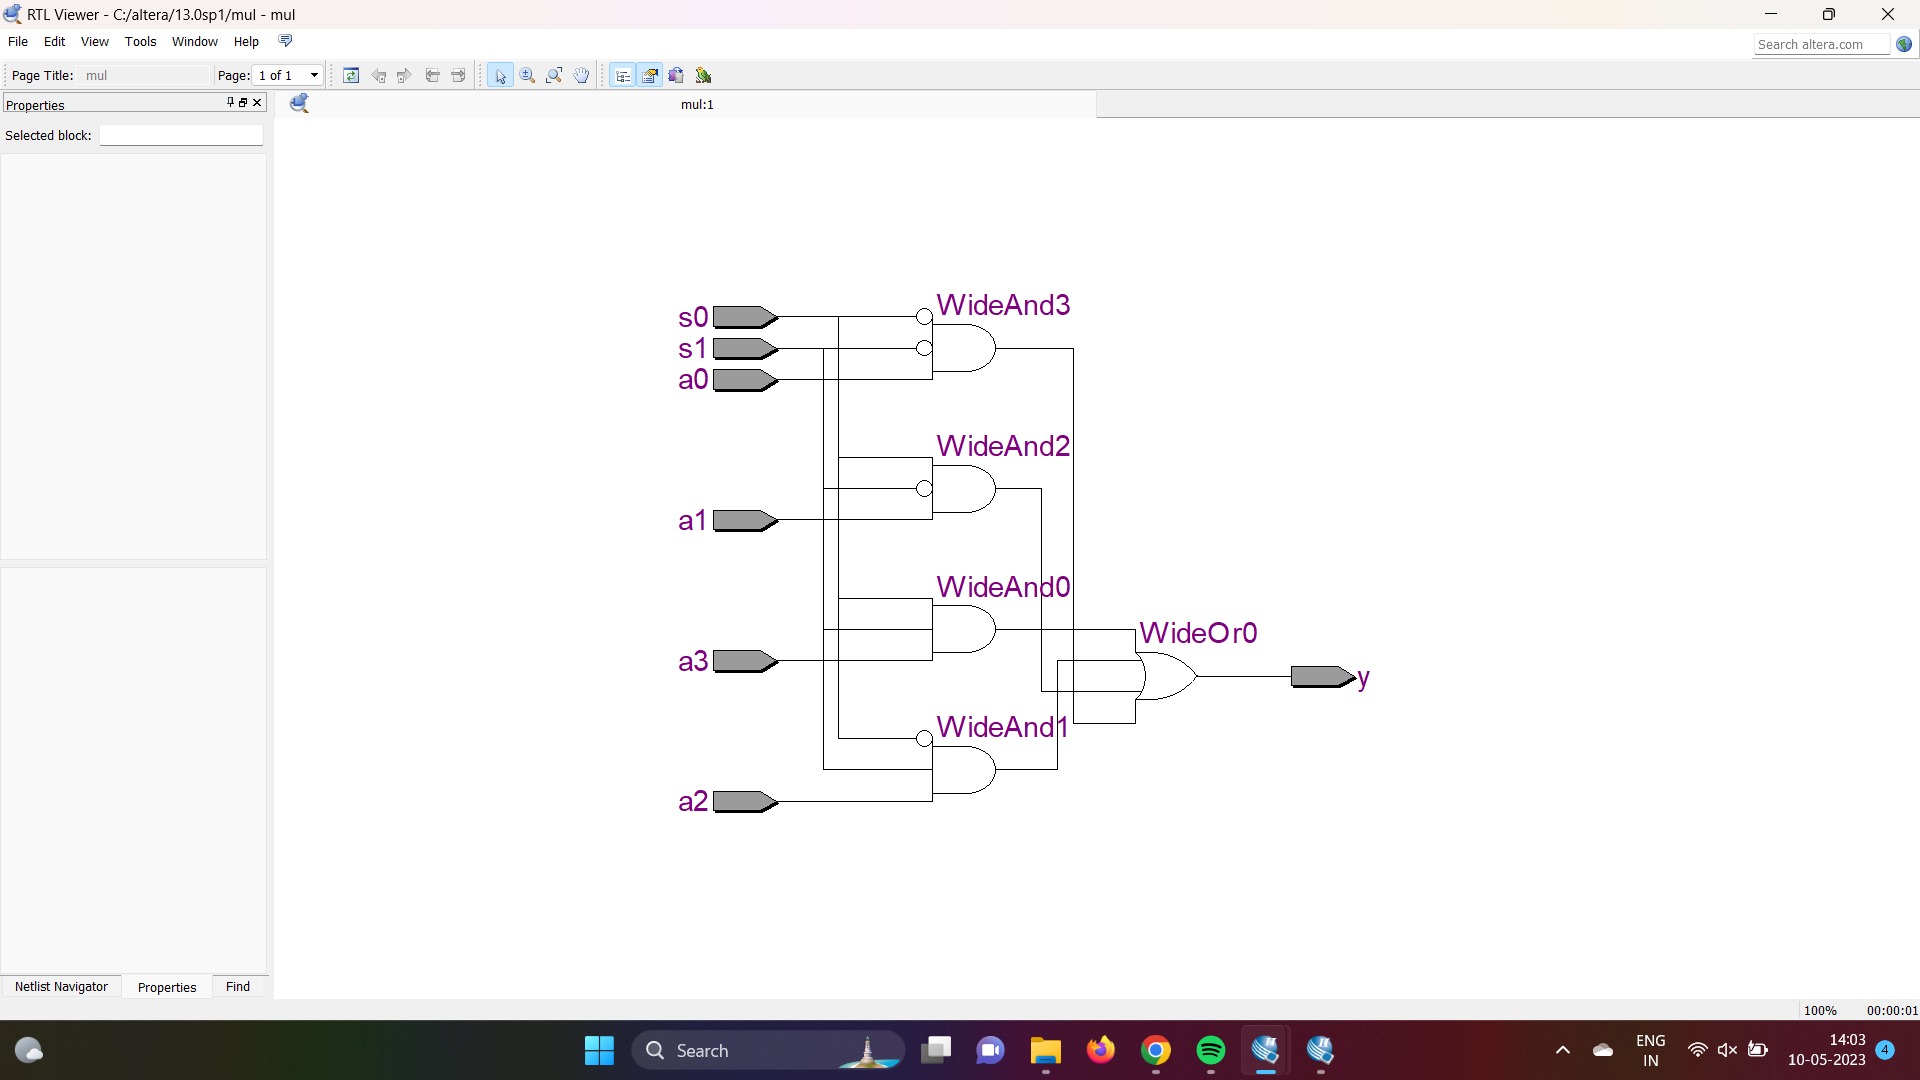 RTL Viewer - C:/altera/13.0sp1/mul - mul
File Edit View Tools Window Help
Search altera.com
Page Title: mul Page: 1 of 1
Properties
mul:1
Selected block:
WideAnd3
s0
s1
a0
WideAnd2
a1
WideAnd0
WideOr0
a3
y
WideAnd1
a2
Netlist Navigator Properties Find
100% 00:00:01
Search
ENG
IN
14:03
10-05-2023
4